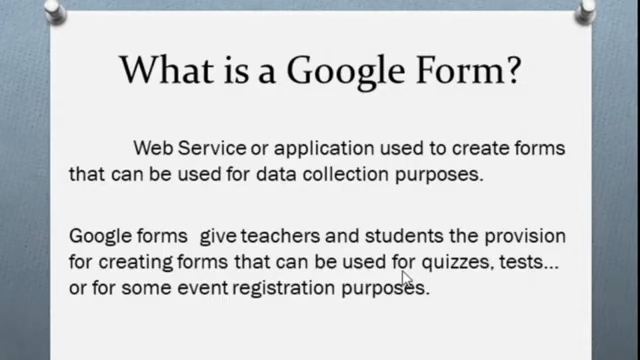 What is a Google Form?
Web Service or application used to create forms
that can be used for data collection purposes.
Google forms give teachers and students the provision
for creating forms that can be used for quizzes, tests...
or for some event registration purposes.